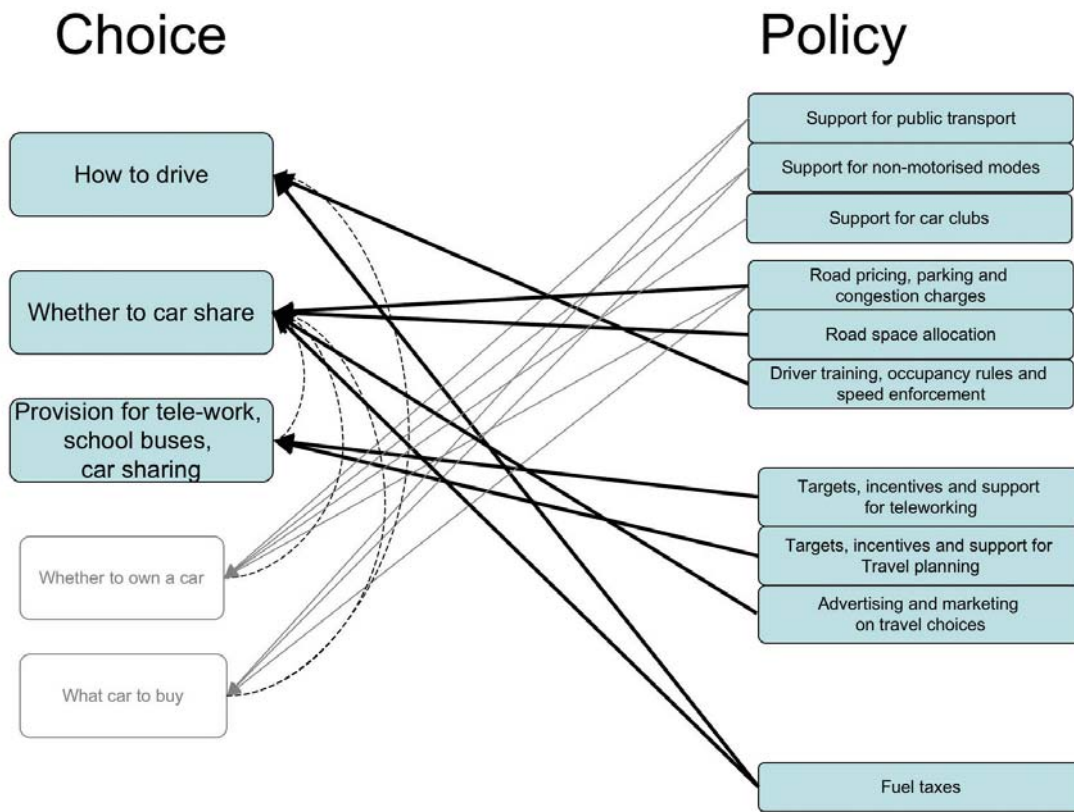 Choice
Policy
How to drive
Whether to car share
Provision for tele-work,
school buses,
car sharing
Whether to own a car
What car to buy
Support for public transport
Support for non-motorised modes
Support for car clubs
Road pricing, parking and
congestion charges
Road space allocation
Driver training, occupancy rules and
speed enforcement
Targets, incentives and support
for teleworking
Targets, incentives and support for
Travel planning
Advertising and marketing
on travel choices
Fuel taxes